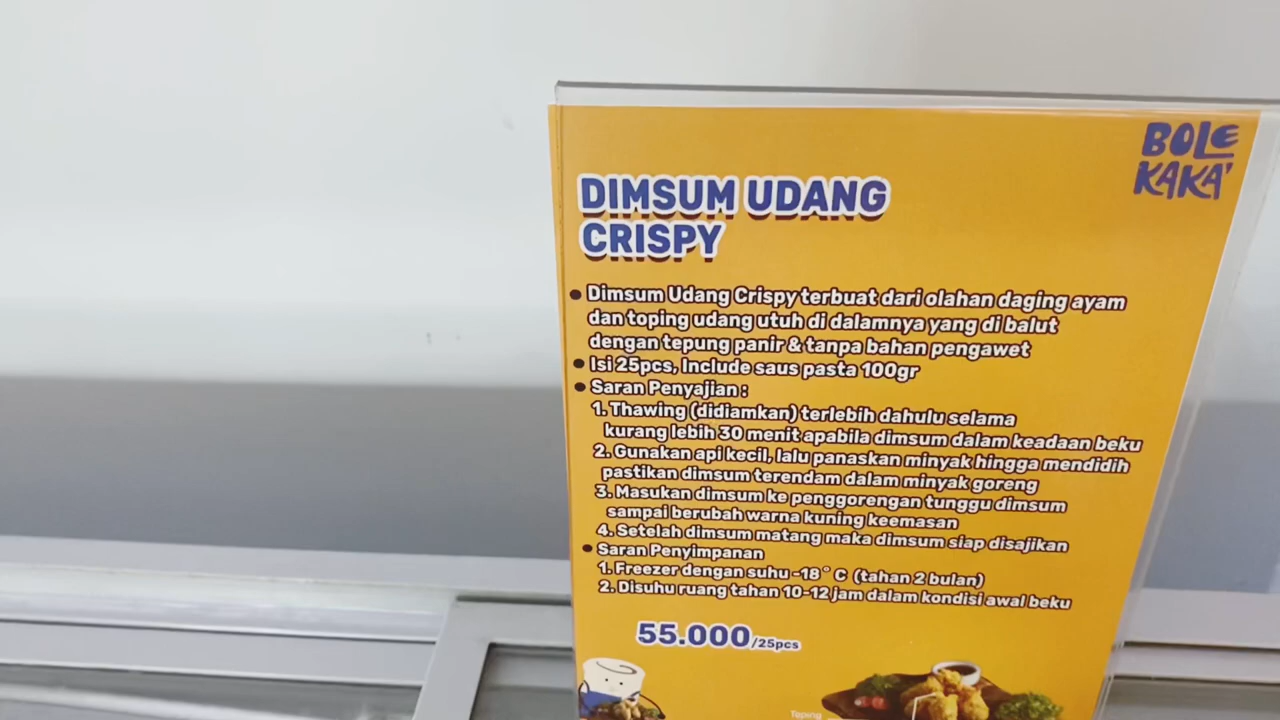 BOLE
KAKA'
DIMSUM UDANG
CRISPY
• Dimsum Udang Crispy terbuat dari olahan daging ayam
dan toping udang utuh di dalamnya yang di balut
dengan tepung panir & tanpa bahan pengawet
• Isi 25pcs, Include saus pasta 100gr
• Saran Penyajian :
1. Thawing (didiamkan) terlebih dahulu selama
kurang lebih 30 menit apabila dimsum dalam keadaan beku
2. Gunakan api kecil, lalu panaskan minyak hingga mendidih
pastikan dimsum terendam dalam minyak goreng
3. Masukan dimsum ke penggorengan tunggu dimsum
sampai berubah warna kuning keemasan
4. Setelah dimsum matang maka dimsum siap disajikan
• Saran Penyimpanan
1. Freezer dengan suhu -18° C (tahan 2 bulan)
2. Disuhu ruang tahan 10-12 jam dalam kondisi awal beku
55.000/25pcs